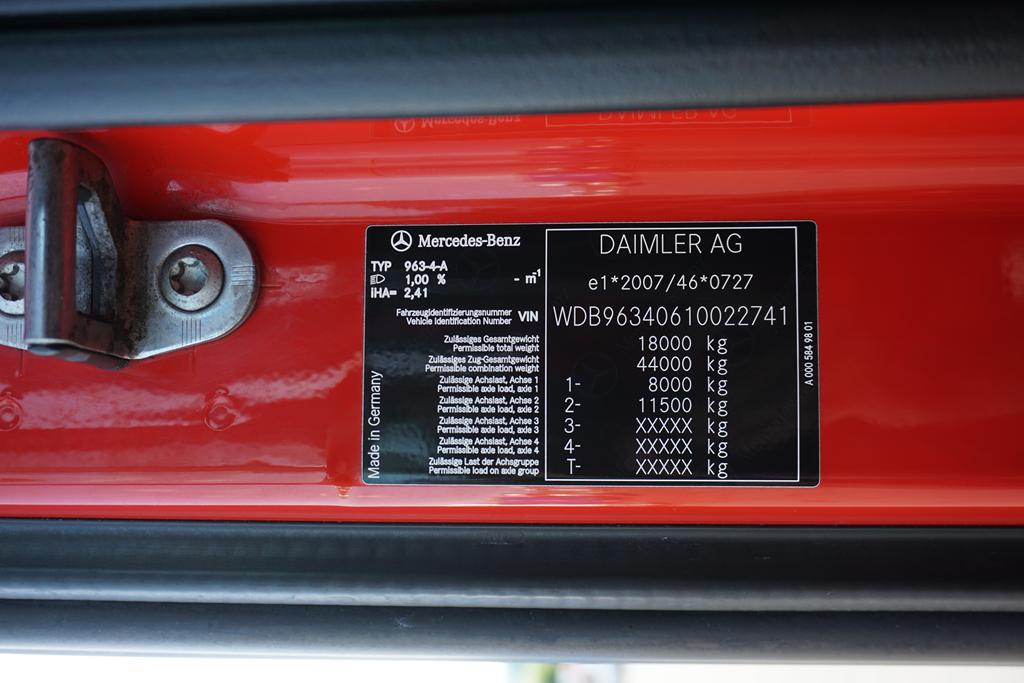 Mercedes-Benz
TYP 963-4-A
1,00 % - m-1
iHA= 2,41
DAIMLER AG
e1*2007/46*0727
Fahrzeugidentifizierungsnummer
Vehicle Identification Number VIN WDB96340610022741
Zulässiges Gesamtgewicht
Permissible total weight 18000 kg
Zulässiges Zug-Gesamtgewicht
Permissible combination weight 44000 kg
Zulässige Achslast, Achse 1
Permissible axle load, axle 1 1- 8000 kg
Zulässige Achslast, Achse 2
Permissible axle load, axle 2 2- 11500 kg
Zulässige Achslast, Achse 3
Permissible axle load, axle 3 3- XXXXX kg
Zulässige Achslast, Achse 4
Permissible axle load, axle 4 4- XXXXX kg
Zulässige Last der Achsgruppe
Permissible load on axle group T- XXXXX kg
Made in Germany
A 000 584 98 01